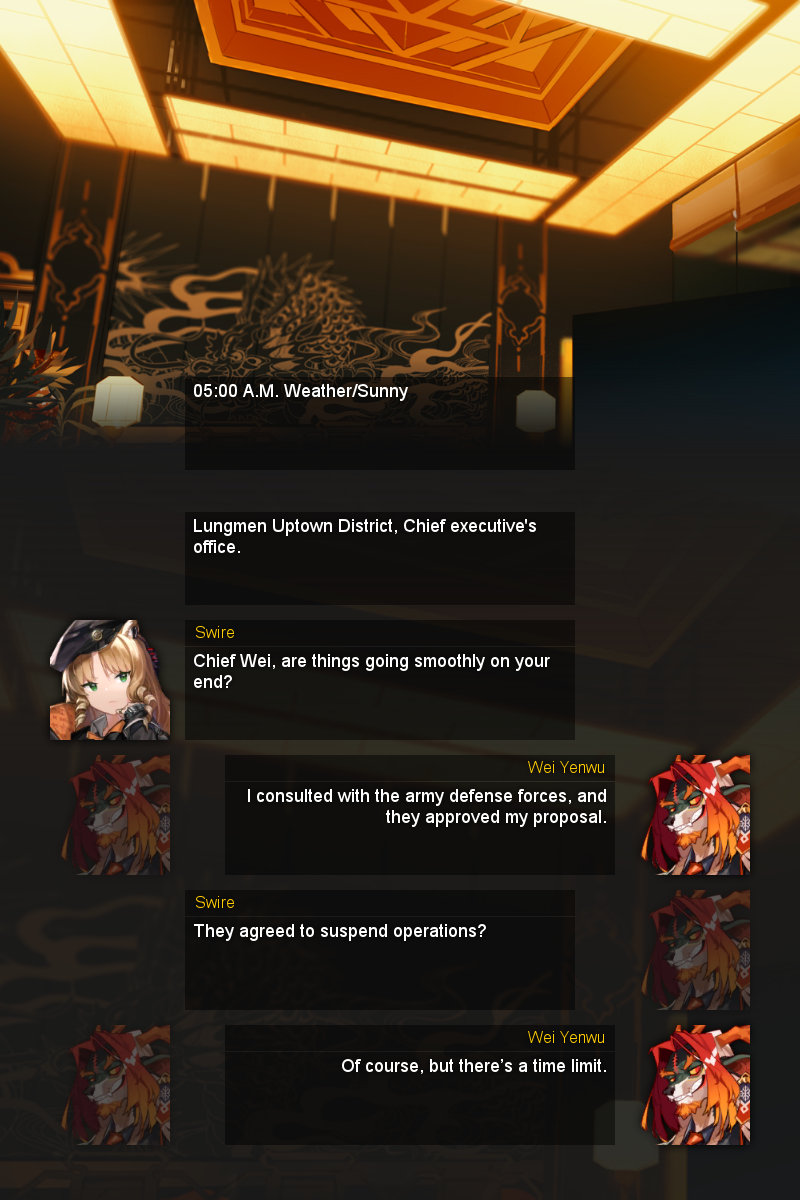 05:00 A.M. Weather/Sunny
Lungmen Uptown District, Chief executive's
office.
Swire
Chief Wei, are things going smoothly on your
end?
Wei Yenwu
I consulted with the army defense forces, and
they approved my proposal.
Swire
They agreed to suspend operations?
Wei Yenwu
Of course, but there’s a time limit.